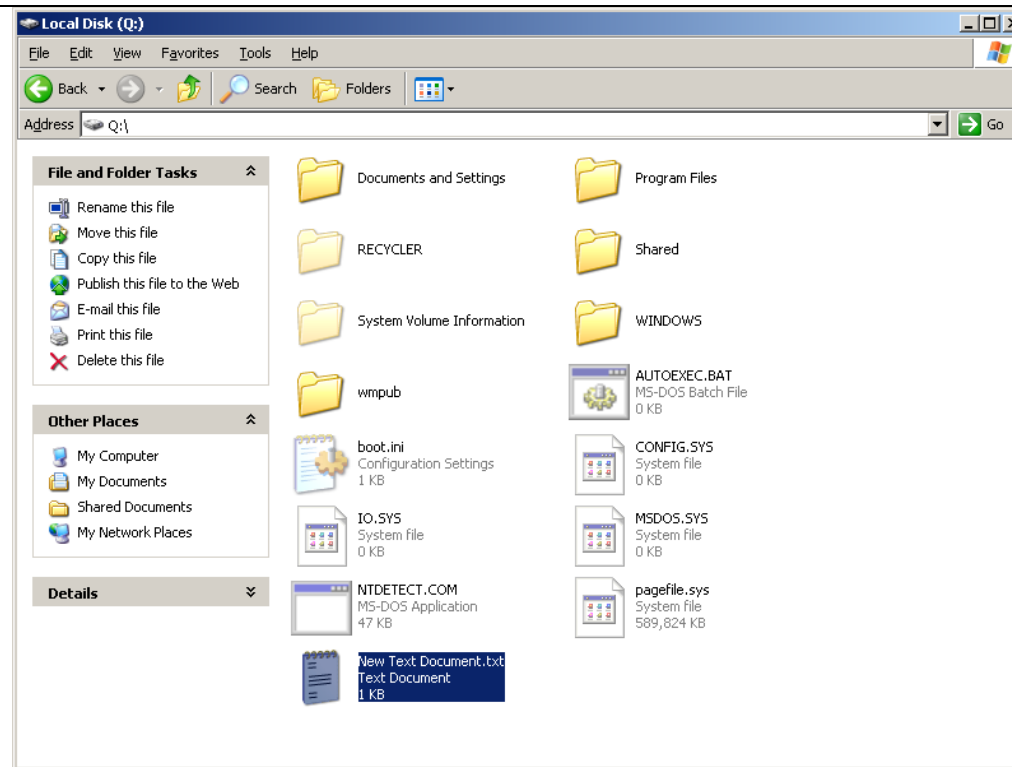 Local Disk (Q:)
File Edit View Favorites Tools Help
Back Search Folders
Address Q:\ Go
File and Folder Tasks
Rename this file
Move this file
Copy this file
Publish this file to the Web
E-mail this file
Print this file
Delete this file
Other Places
My Computer
My Documents
Shared Documents
My Network Places
Details
Documents and Settings
Program Files
RECYCLER
Shared
System Volume Information
WINDOWS
wmpub
AUTOEXEC.BAT
MS-DOS Batch File
0 KB
boot.ini
Configuration Settings
1 KB
CONFIG.SYS
System file
0 KB
IO.SYS
System file
0 KB
MSDOS.SYS
System file
0 KB
NTDETECT.COM
MS-DOS Application
47 KB
pagefile.sys
System file
589,824 KB
New Text Document.txt
Text Document
1 KB